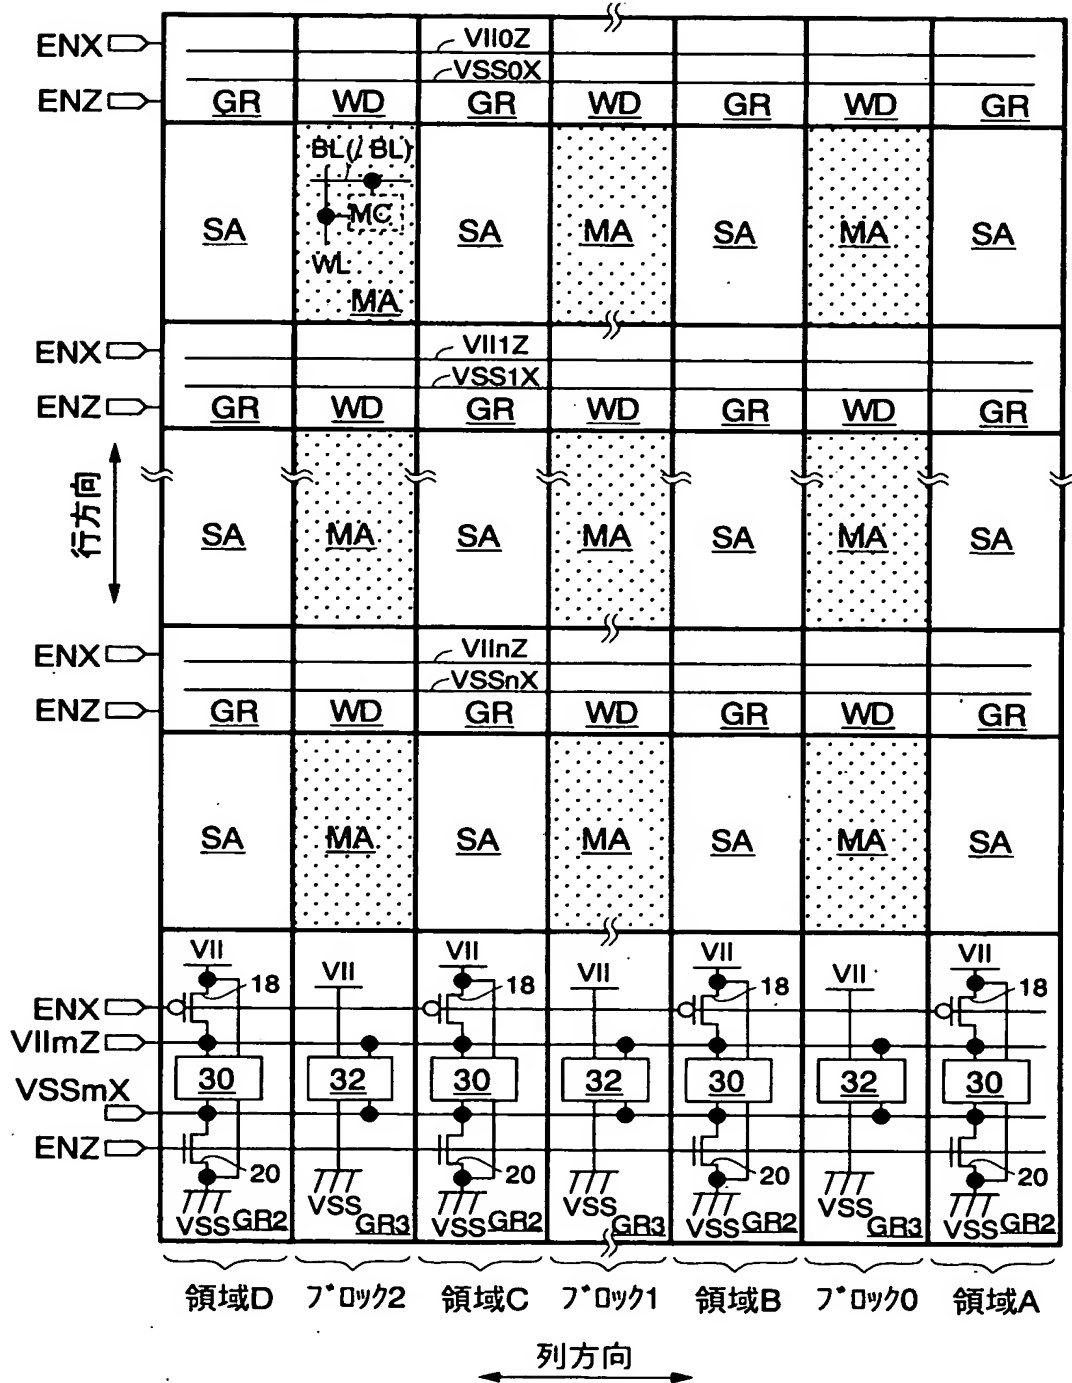 ENX VII0Z
VSS0X
ENZ GR WD GR WD GR WD GR
BL(/BL)
MC
SA SA MA SA MA SA
WL
MA
ENX VII1Z
VSS1X
ENZ GR WD GR WD GR WD GR
行方向
SA MA SA MA SA MA SA
ENX VIInZ
VSSnX
ENZ GR WD GR WD GR WD GR
SA MA SA MA SA MA SA
VII VII VII VII VII VII VII
18 18 18 18
ENX
VIImZ
30 32 30 32 30 32 30
VSSmX
ENZ
20 20 20 20
VSS GR2 VSS GR3 VSS GR2 VSS GR3 VSS GR2 VSS GR3 VSS GR2
領域D ブロック2 領域C ブロック1 領域B ブロック0 領域A
列方向